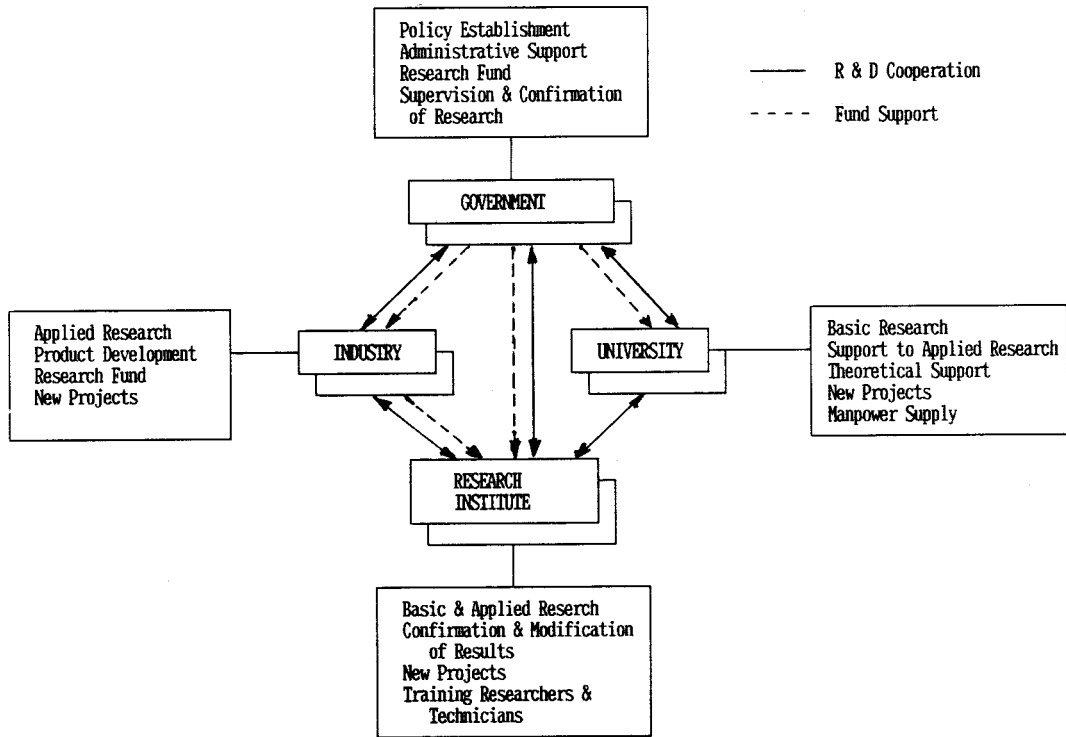 Policy Establishment
Administrative Support
Research Fund
Supervision & Confirmation
of Research
R & D Cooperation
Fund Support
GOVERNMENT
Applied Research
Product Development
Research Fund
New Projects
INDUSTRY
UNIVERSITY
Basic Research
Support to Applied Research
Theoretical Support
New Projects
Manpower Supply
RESEARCH
INSTITUTE
Basic & Applied Reserch
Confirmation & Modification
of Results
New Projects
Training Researchers &
Technicians